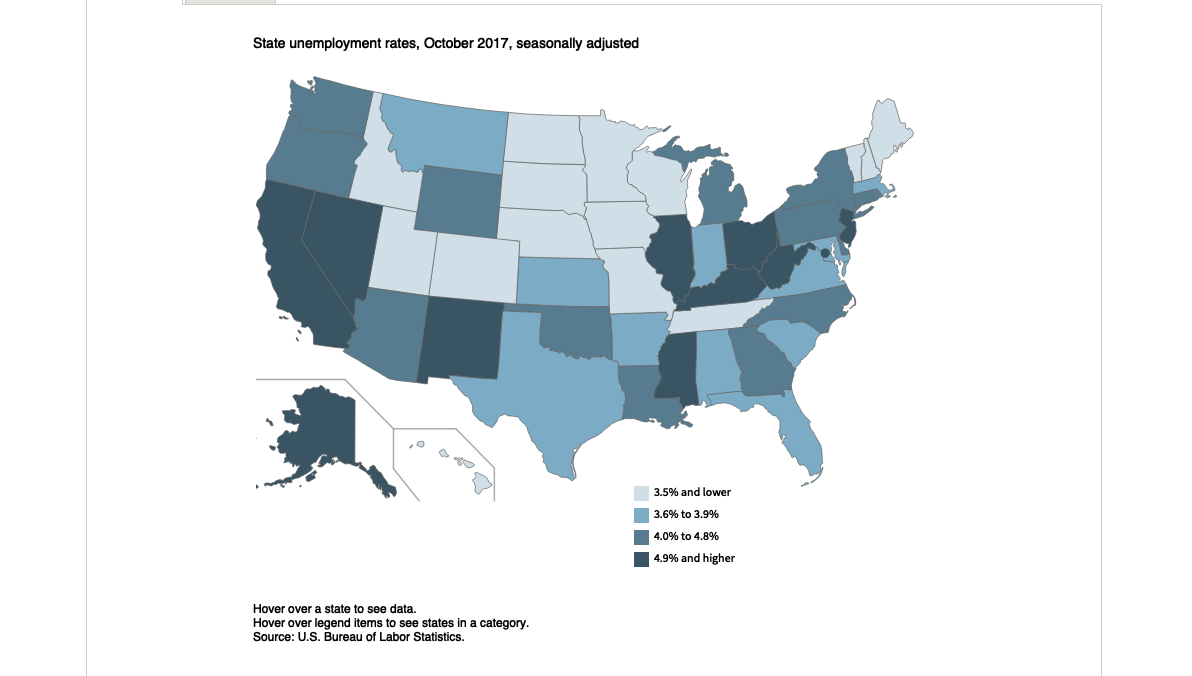 State unemployment rates, October 2017, seasonally adjusted
3.5% and lower
3.6% to 3.9%
4.0% to 4.8%
4.9% and higher
Hover over a state to see data.
Hover over legend items to see states in a category.
Source: U.S. Bureau of Labor Statistics.